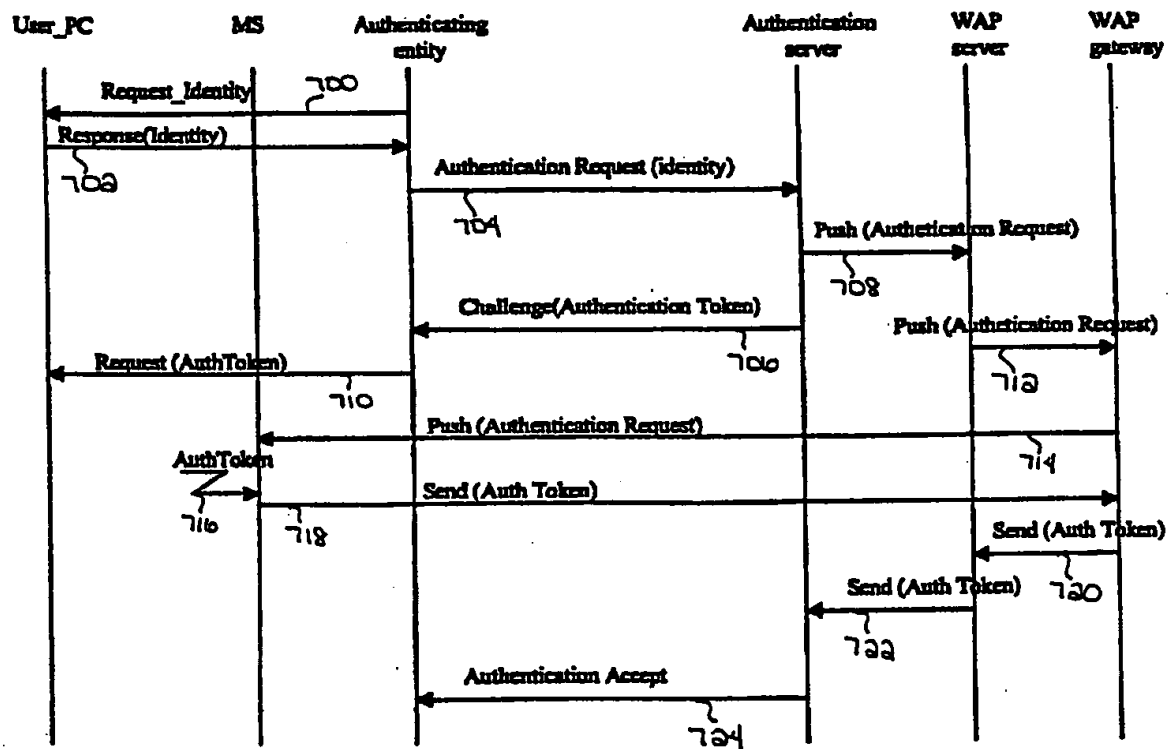 User_PC
MS
Authenticating
entity
Authentication
server
WAP
server
WAP
gateway
Request_Identity
700
Response(Identity)
702
Authentication Request (identity)
704
Push (Authetication Request)
708
Challenge(Authentication Token)
706
Push (Authetication Request)
712
Request (AuthToken)
710
Push (Authentication Request)
714
AuthToken
716
Send (Auth Token)
718
Send (Auth Token)
720
Send (Auth Token)
722
Authentication Accept
724